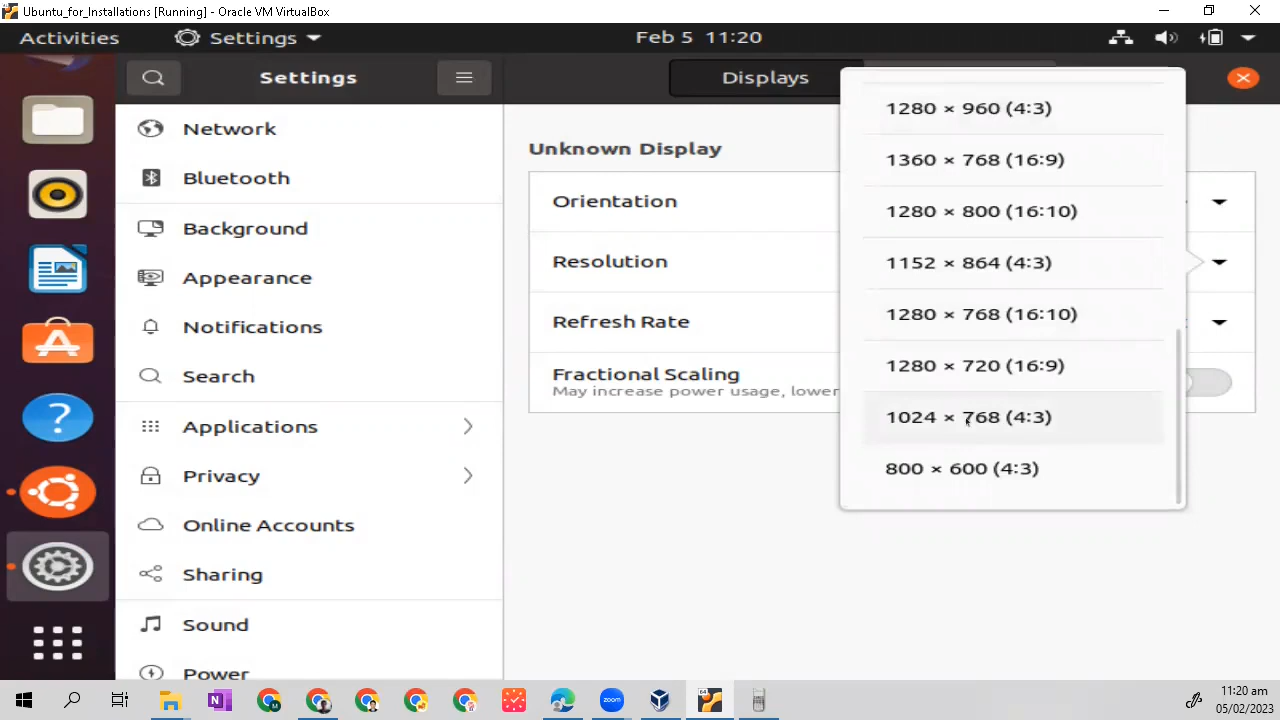 Ubuntu_for_Installations [Running] - Oracle VM VirtualBox
Activities
Settings
Feb 5 11:20
Settings
Displays
Network
Bluetooth
Background
Appearance
Notifications
Search
Applications
Privacy
Online Accounts
Sharing
Sound
Power
Unknown Display
Orientation
Resolution
Refresh Rate
Fractional Scaling
May increase power usage, lower
1280 × 960 (4:3)
1360 × 768 (16:9)
1280 × 800 (16:10)
1152 × 864 (4:3)
1280 × 768 (16:10)
1280 × 720 (16:9)
1024 × 768 (4:3)
800 × 600 (4:3)
zoom
64
11:20 am
05/02/2023